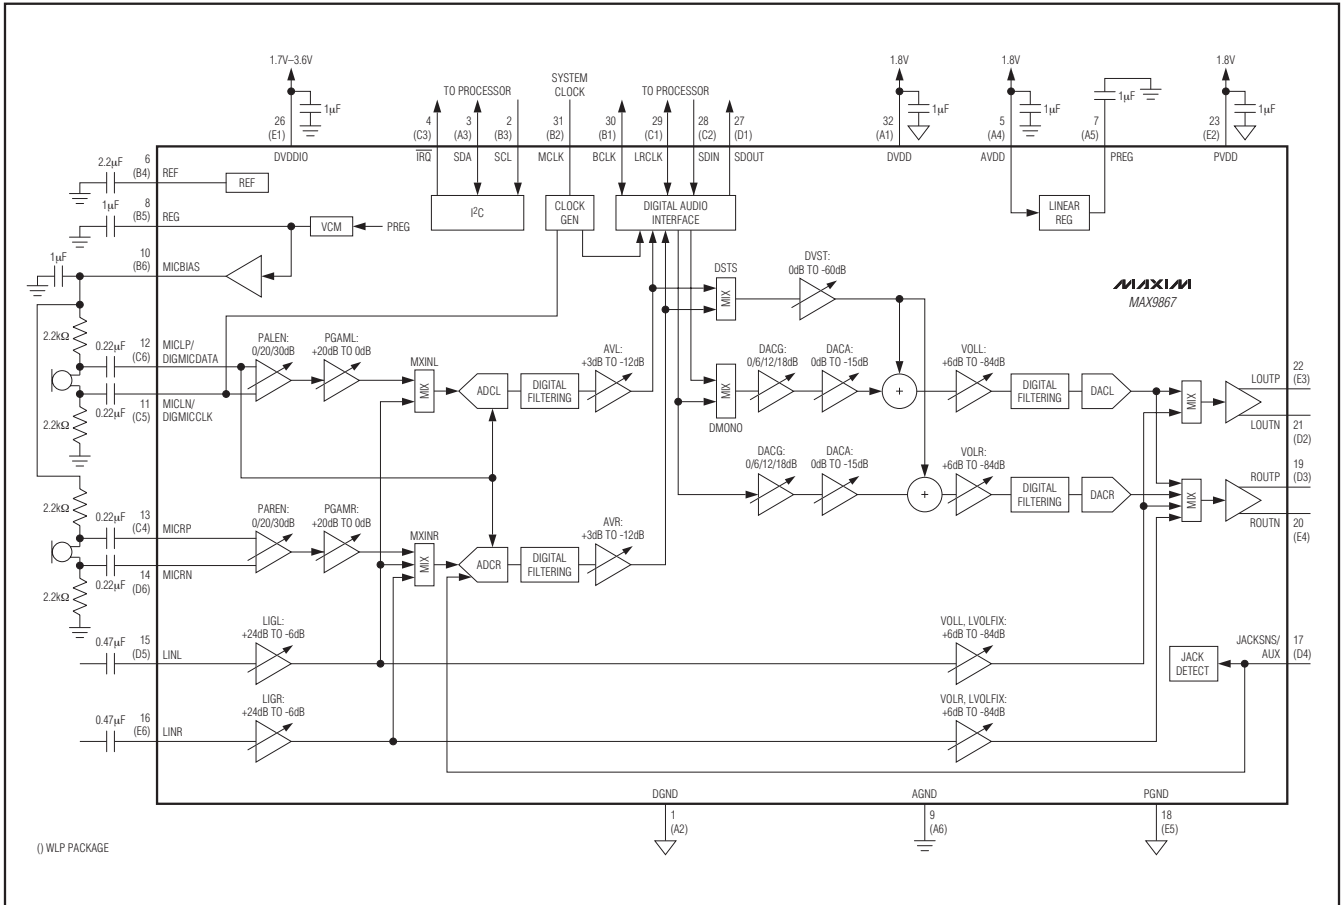 1.7V–3.6V
1µF
26
(E1)
DVDDIO
TO PROCESSOR
4
(C3)
IRQ
3
(A3)
SDA
2
(B3)
SCL
SYSTEM
CLOCK
31
(B2)
MCLK
TO PROCESSOR
30
(B1)
BCLK
29
(C1)
LRCLK
28
(C2)
SDIN
27
(D1)
SDOUT
1.8V
1µF
32
(A1)
DVDD
1.8V
1µF
5
(A4)
AVDD
1µF
7
(A5)
PREG
1.8V
1µF
23
(E2)
PVDD
2.2µF
6
(B4)
REF
REF
1µF
8
(B5)
REG
VCM
PREG
I²C
CLOCK
GEN
DIGITAL AUDIO
INTERFACE
LINEAR
REG
1µF
10
(B6)
MICBIAS
DSTS
MIX
DVST:
0dB TO -60dB
MAXIM
MAX9867
2.2kΩ
0.22µF
12
(C6)
MICLP/
DIGMICDATA
PALEN:
0/20/30dB
PGAML:
+20dB TO 0dB
MXINL
MIX
ADCL
DIGITAL
FILTERING
AVL:
+3dB TO -12dB
MIX
DMONO
DACG:
0/6/12/18dB
DACA:
0dB TO -15dB
+
VOLL:
+6dB TO -84dB
DIGITAL
FILTERING
DACL
MIX
LOUTP
22
(E3)
LOUTN
21
(D2)
0.22µF
11
(C5)
MICLN/
DIGMICCLK
2.2kΩ
DACG:
0/6/12/18dB
DACA:
0dB TO -15dB
+
VOLR:
+6dB TO -84dB
DIGITAL
FILTERING
DACR
MIX
ROUTP
19
(D3)
ROUTN
20
(E4)
2.2kΩ
0.22µF
13
(C4)
MICRP
PAREN:
0/20/30dB
PGAMR:
+20dB TO 0dB
MXINR
MIX
ADCR
DIGITAL
FILTERING
AVR:
+3dB TO -12dB
0.22µF
14
(D6)
MICRN
2.2kΩ
0.47µF
15
(D5)
LINL
LIGL:
+24dB TO -6dB
VOLL, LVOLFIX:
+6dB TO -84dB
JACK
DETECT
JACKSNS/
AUX
17
(D4)
0.47µF
16
(E6)
LINR
LIGR:
+24dB TO -6dB
VOLR, LVOLFIX:
+6dB TO -84dB
DGND
1
(A2)
AGND
9
(A6)
PGND
18
(E5)
() WLP PACKAGE